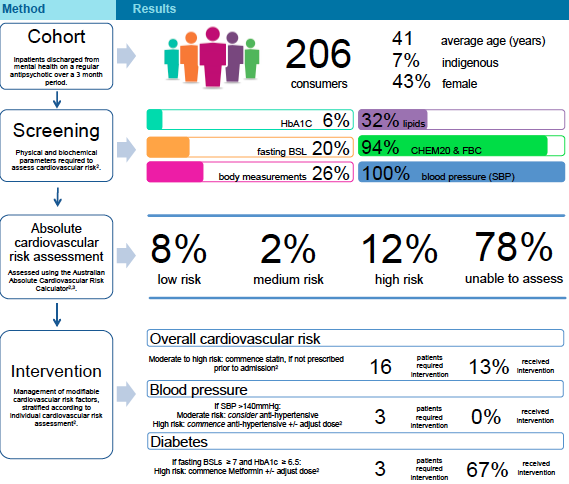 Method
Results
Cohort
Inpatients discharged from
mental health on a regular
antipsychotic over a 3 month
period.
206
consumers
41 average age (years)
7% indigenous
43% female
Screening
Physical and biochemical
parameters required to
assess cardiovascular risk².
HbA1C 6%
fasting BSL 20%
body measurements 26%
32% lipids
94% CHEM20 & FBC
100% blood pressure (SBP)
Absolute
cardiovascular
risk assessment
Assessed using the Australian
Absolute Cardiovascular Risk
Calculator²,³.
8%
low risk
2%
medium risk
12%
high risk
78%
unable to assess
Intervention
Management of modifiable
cardiovascular risk factors,
stratified according to
individual cardiovascular risk
assessment².
Overall cardiovascular risk
Moderate to high risk: commence statin, if not prescribed
prior to admission²
16
patients
required
intervention
13%
received
intervention
Blood pressure
If SBP >140mmHg:
Moderate risk: consider anti-hypertensive
High risk: commence anti-hypertensive +/- adjust dose²
3
patients
required
intervention
0%
received
intervention
Diabetes
If fasting BSLs ≥ 7 and HbA1c ≥ 6.5:
High risk: commence Metformin +/- adjust dose²
3
patients
required
intervention
67%
received
intervention